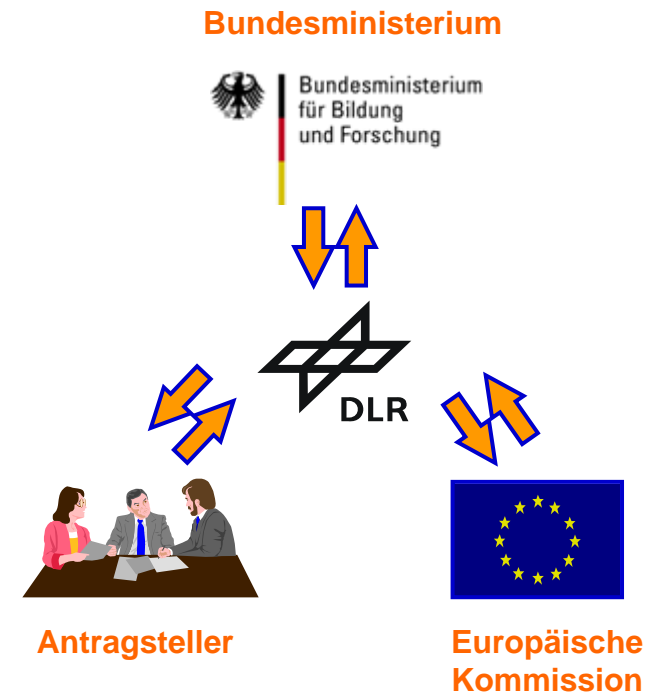 Bundesministerium
Bundesministerium
für Bildung
und Forschung
DLR
Antragsteller
Europäische
Kommission